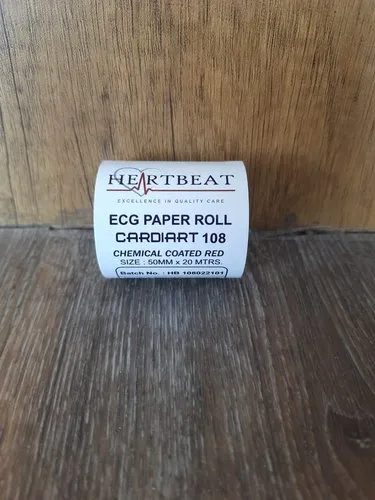 HEARTBEAT
EXCELLENCE IN QUALITY CARE
ECG PAPER ROLL
CARDIART 108
CHEMICAL COATED RED
SIZE : 50MM x 20 MTRS.
Batch No. : HB 108022101